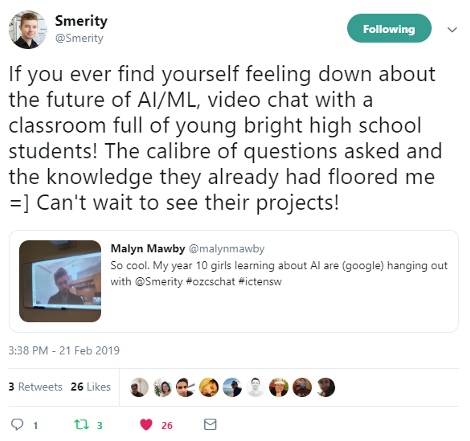 Smerity
@Smerity
Following
If you ever find yourself feeling down about
the future of AI/ML, video chat with a
classroom full of young bright high school
students! The calibre of questions asked and
the knowledge they already had floored me
=] Can't wait to see their projects!
Malyn Mawby @malynmawby
So cool. My year 10 girls learning about AI are (google) hanging out
with @Smerity #ozcschat #ictensw
3:38 PM - 21 Feb 2019
3 Retweets 26 Likes
1 3 26